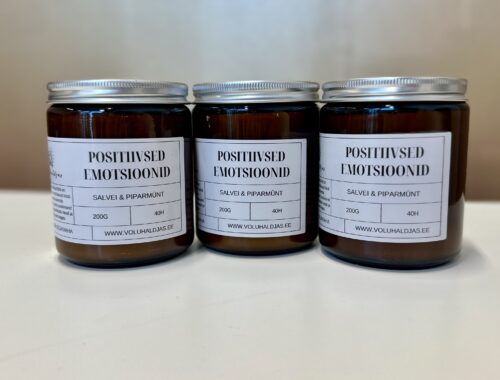 POSITIIVSED
EMOTSIOONID
SALVEI & PIPARMÜNT
200G
40H
WWW.VOLUHALDJAS.EE
POSITIIVSED
EMOTSIOONID
SALVEI & PIPARMÜNT
200G
40H
WWW.VOLUHALDJAS.EE
POSITIIVSED
EMOTSIOONID
SALVEI & PIPARMÜNT
200G
40H
WWW.VOLUHALDJAS.EE